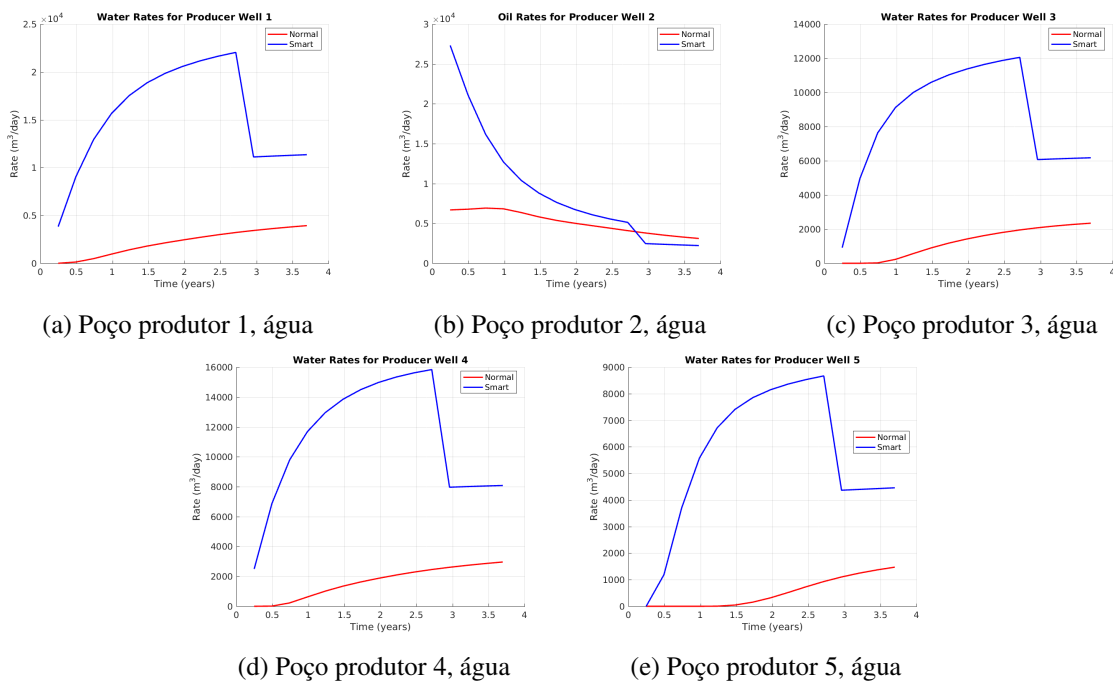 Water Rates for Producer Well 1
×10⁴
2.5
2
1.5
1
0.5
0
Rate (m³/day)
0 0.5 1 1.5 2 2.5 3 3.5 4
Time (years)
Normal
Smart
(a) Poço produtor 1, água
Oil Rates for Producer Well 2
×10⁴
3
2.5
2
1.5
1
0.5
0
Rate (m³/day)
0 0.5 1 1.5 2 2.5 3 3.5 4
Time (years)
Normal
Smart
(b) Poço produtor 2, água
Water Rates for Producer Well 3
14000
12000
10000
8000
6000
4000
2000
0
Rate (m³/day)
0 0.5 1 1.5 2 2.5 3 3.5 4
Time (years)
Normal
Smart
(c) Poço produtor 3, água
Water Rates for Producer Well 4
16000
14000
12000
10000
8000
6000
4000
2000
0
Rate (m³/day)
0 0.5 1 1.5 2 2.5 3 3.5 4
Time (years)
Normal
Smart
(d) Poço produtor 4, água
Water Rates for Producer Well 5
9000
8000
7000
6000
5000
4000
3000
2000
1000
0
Rate (m³/day)
0 0.5 1 1.5 2 2.5 3 3.5 4
Time (years)
Normal
Smart
(e) Poço produtor 5, água